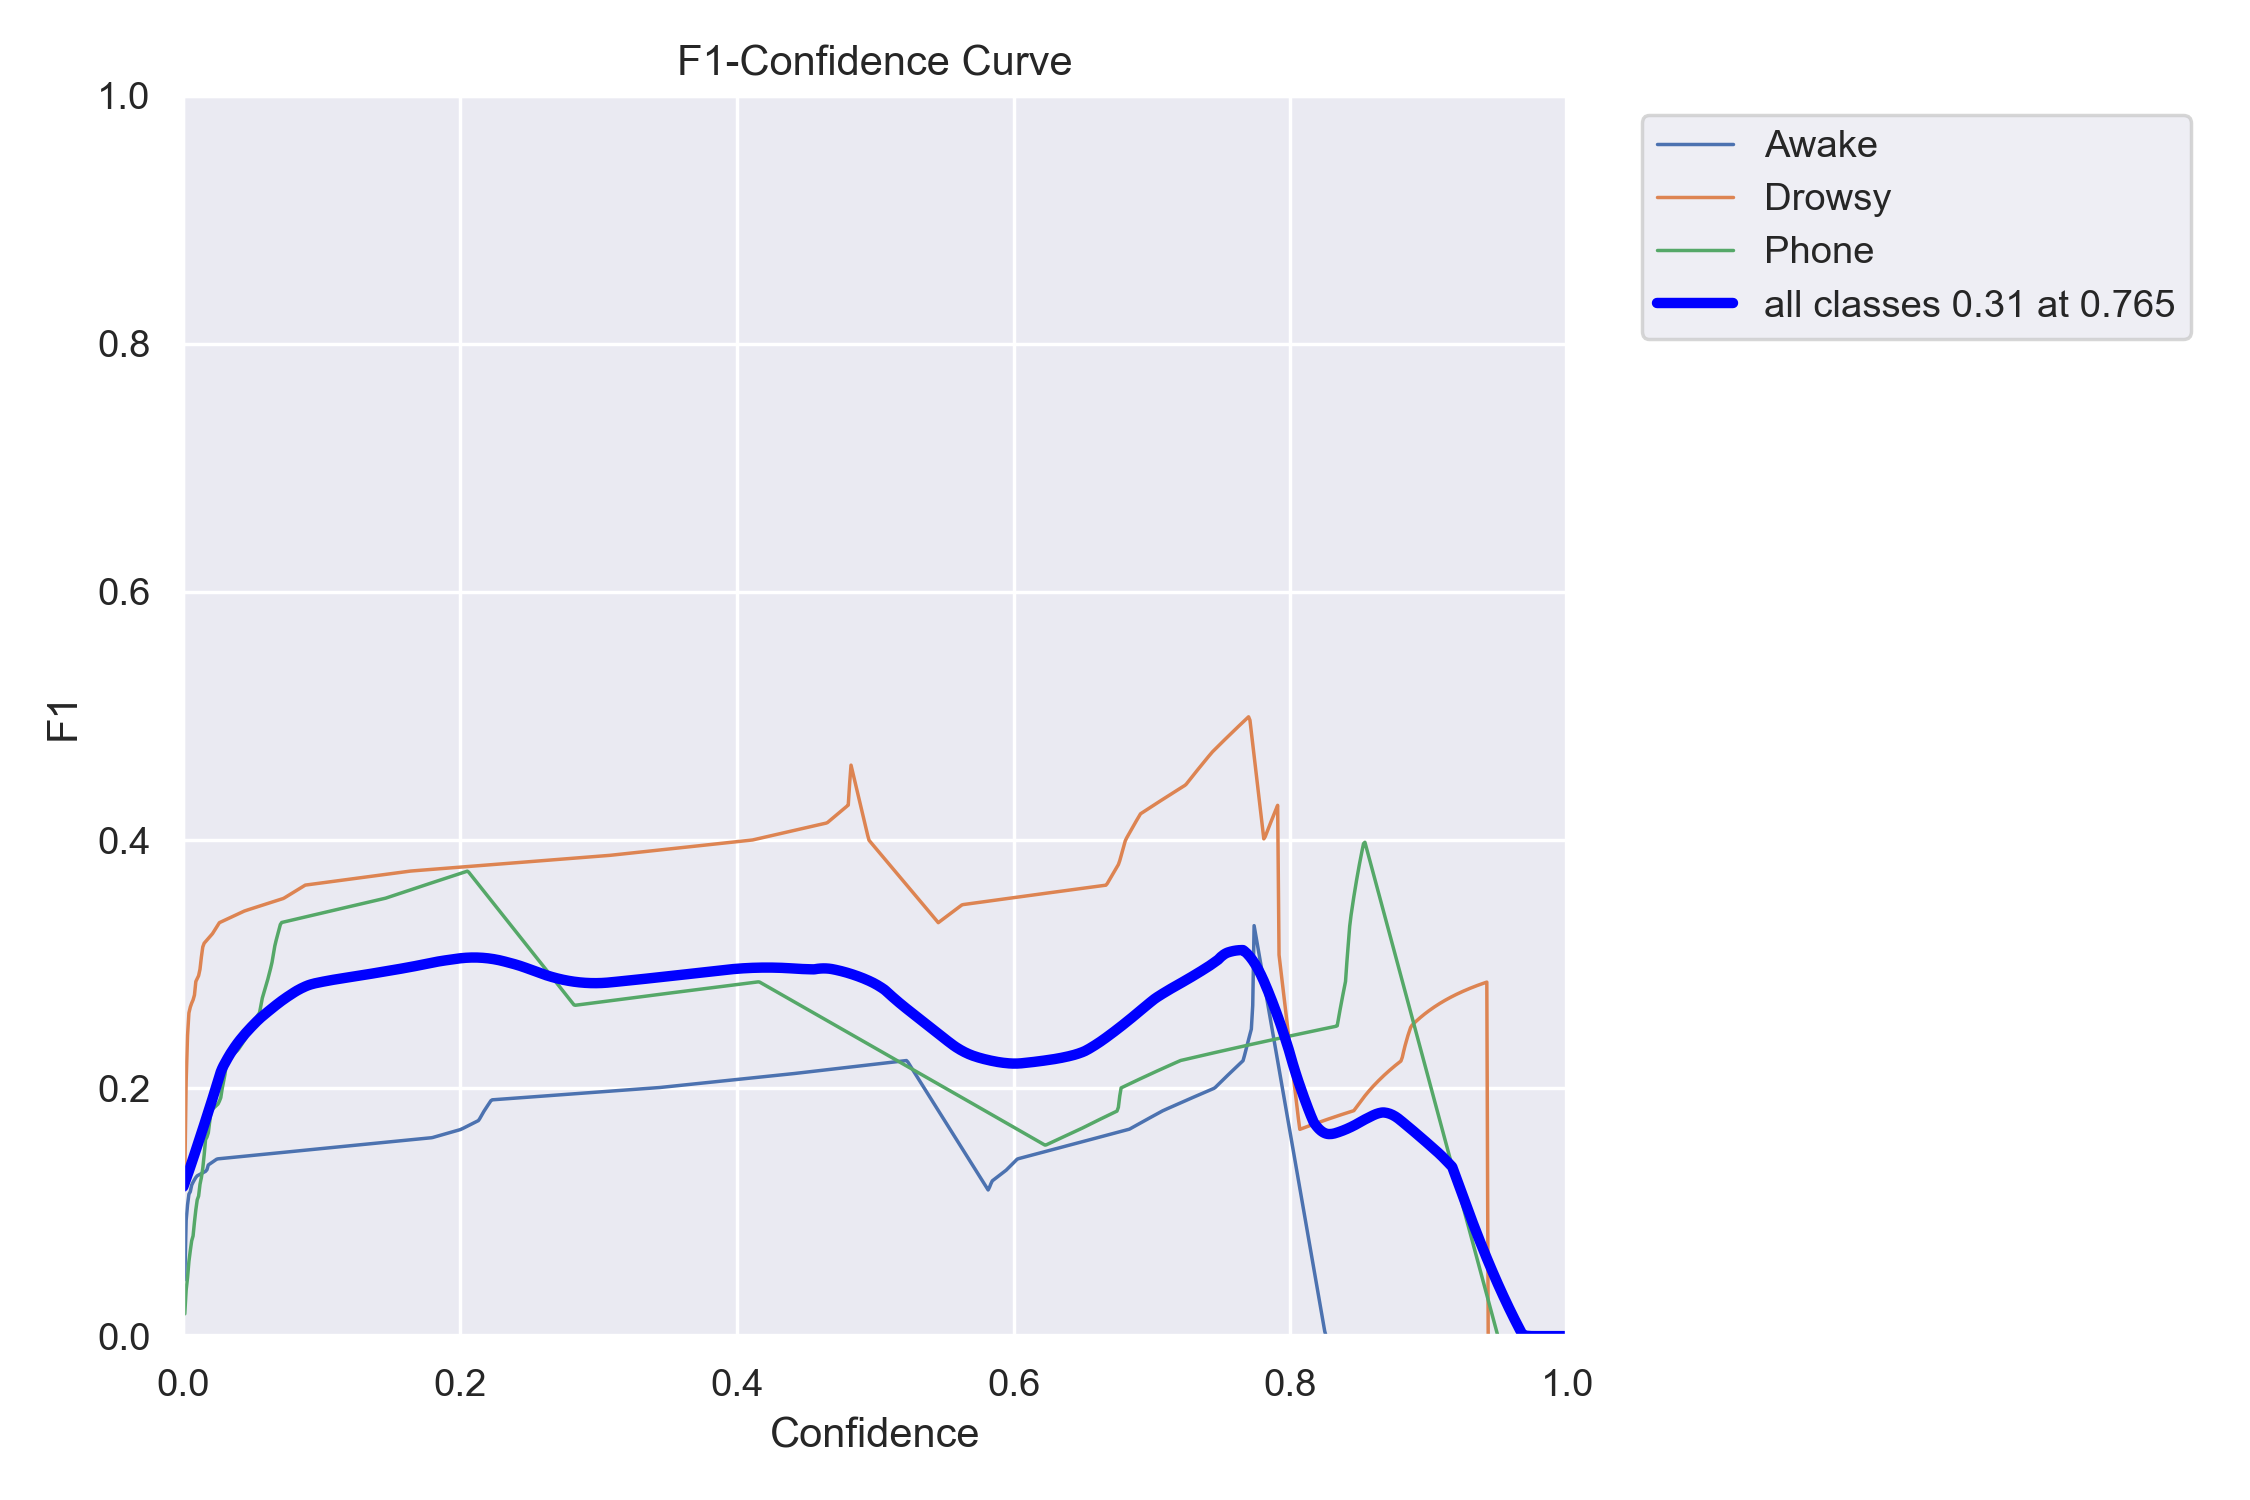 F1-Confidence Curve
1.0
0.8
0.6
0.4
0.2
0.0
F1
0.0 0.2 0.4 0.6 0.8 1.0
Confidence
Awake
Drowsy
Phone
all classes 0.31 at 0.765